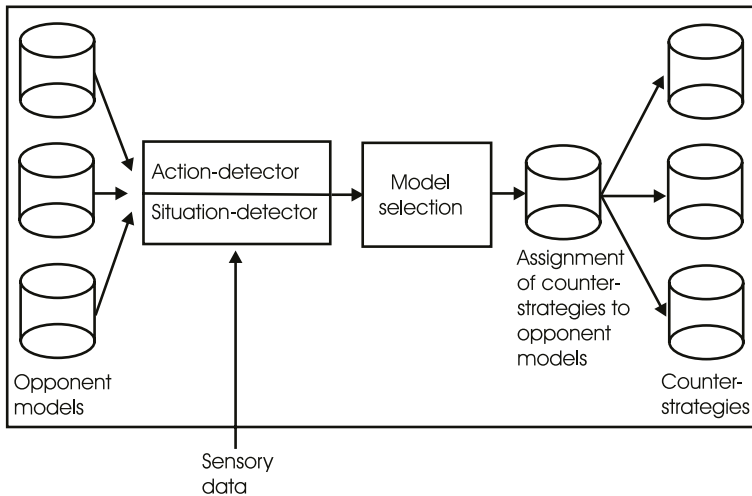 Action-detector
Situation-detector
Model
selection
Assignment
of counter-
strategies to
opponent
models
Opponent
models
Counter-
strategies
Sensory
data